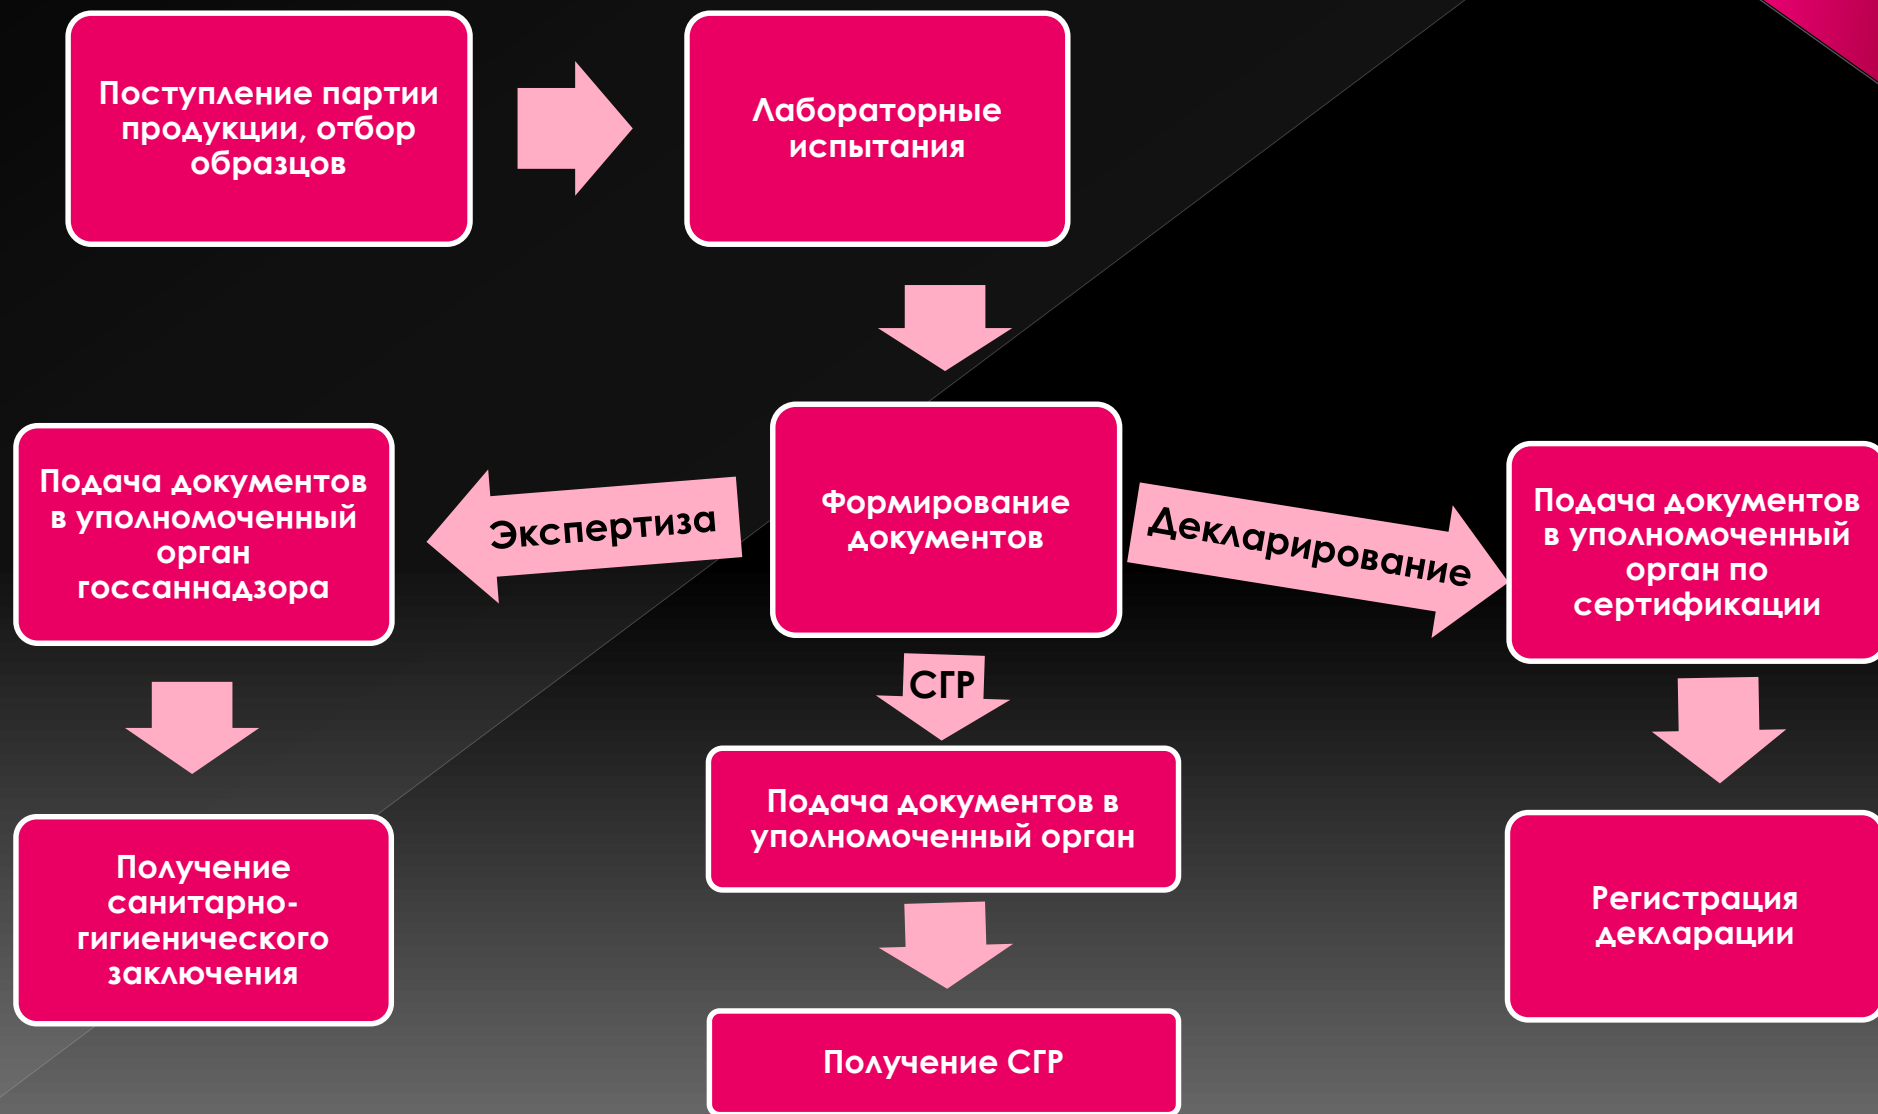 Поступление партии
продукции, отбор
образцов
Лабораторные
испытания
Подача документов
в уполномоченный
орган
госсаннадзора
Экспертиза
Формирование
документов
Декларирование
Подача документов
в уполномоченный
орган по
сертификации
СГР
Подача документов в
уполномоченный орган
Получение
санитарно-
гигиенического
заключения
Регистрация
декларации
Получение СГР